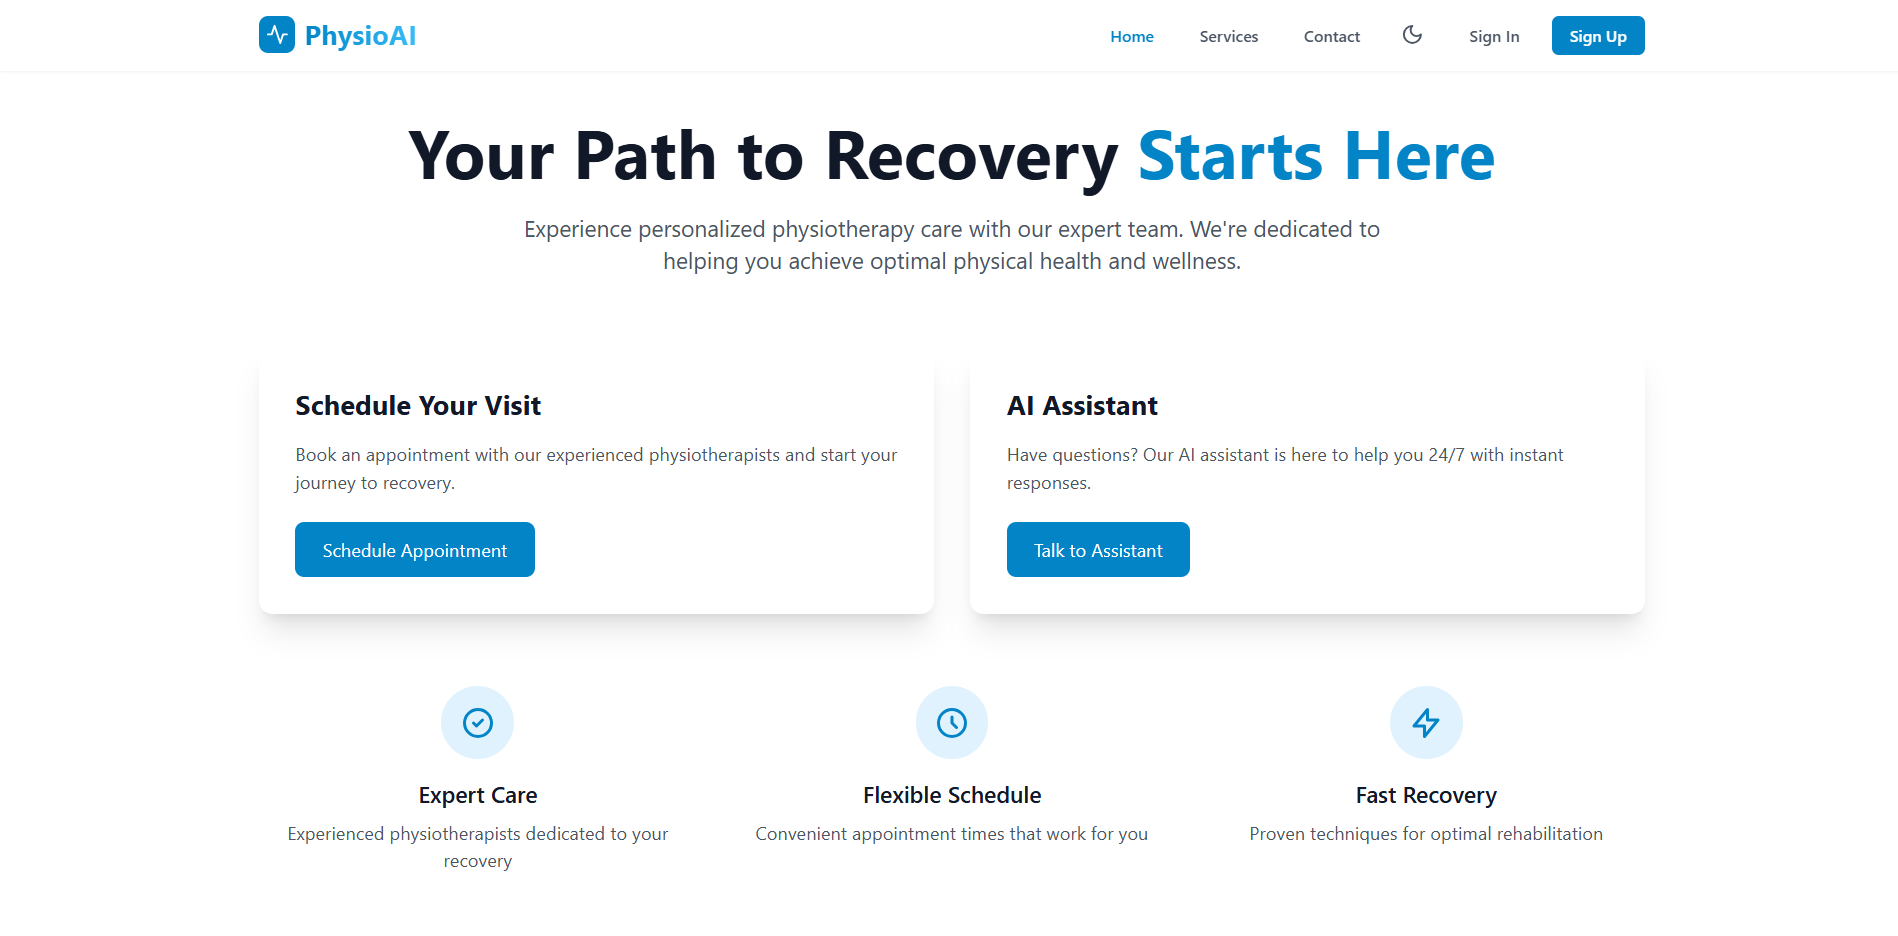 PhysioAI
Home
Services
Contact
Sign In
Sign Up
Your Path to Recovery Starts Here
Experience personalized physiotherapy care with our expert team. We're dedicated to
helping you achieve optimal physical health and wellness.
Schedule Your Visit
Book an appointment with our experienced physiotherapists and start your
journey to recovery.
Schedule Appointment
AI Assistant
Have questions? Our AI assistant is here to help you 24/7 with instant
responses.
Talk to Assistant
Expert Care
Experienced physiotherapists dedicated to your
recovery
Flexible Schedule
Convenient appointment times that work for you
Fast Recovery
Proven techniques for optimal rehabilitation